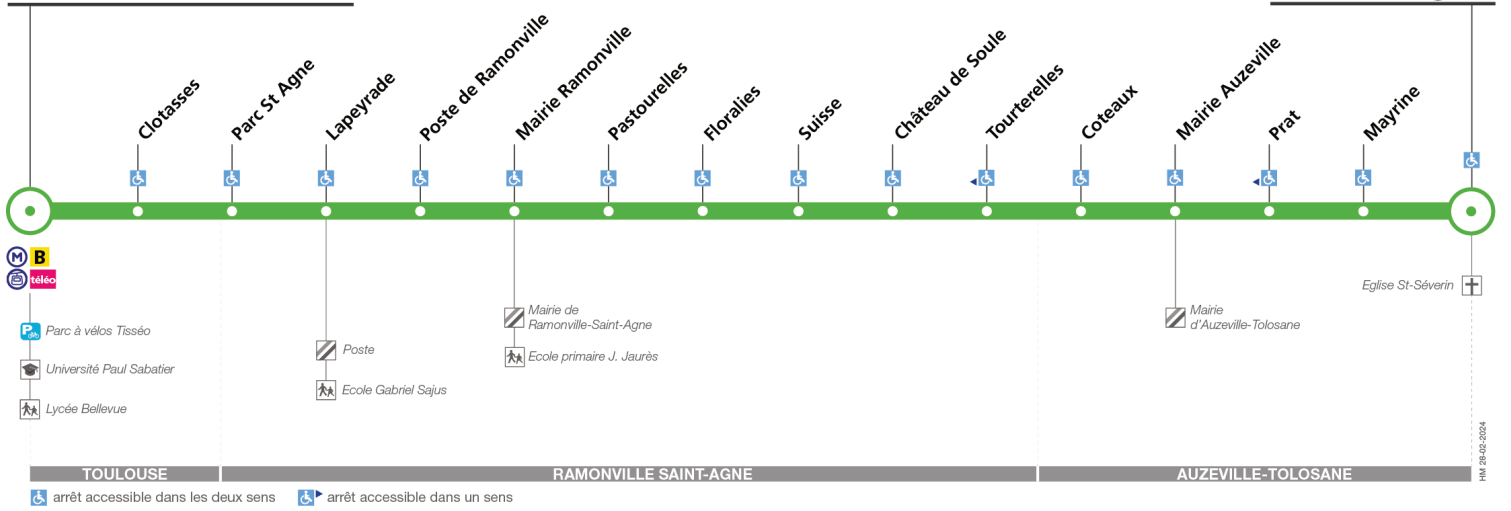 Clotasses
Parc St Agne
Lapeyrade
Poste de Ramonville
Mairie Ramonville
Pastourelles
Floralies
Suisse
Château de Soule
Tourterelles
Coteaux
Mairie Auzeville
Prat
Mayrine
M B
téléo
Parc à vélos Tisséo
Université Paul Sabatier
Lycée Bellevue
Poste
Ecole Gabriel Sajus
Mairie de
Ramonville-Saint-Agne
Ecole primaire J. Jaurès
Mairie
d'Auzeville-Tolosane
Eglise St-Séverin
TOULOUSE
RAMONVILLE SAINT-AGNE
AUZEVILLE-TOLOSANE
HM 28-02-2024
arrêt accessible dans les deux sens
arrêt accessible dans un sens